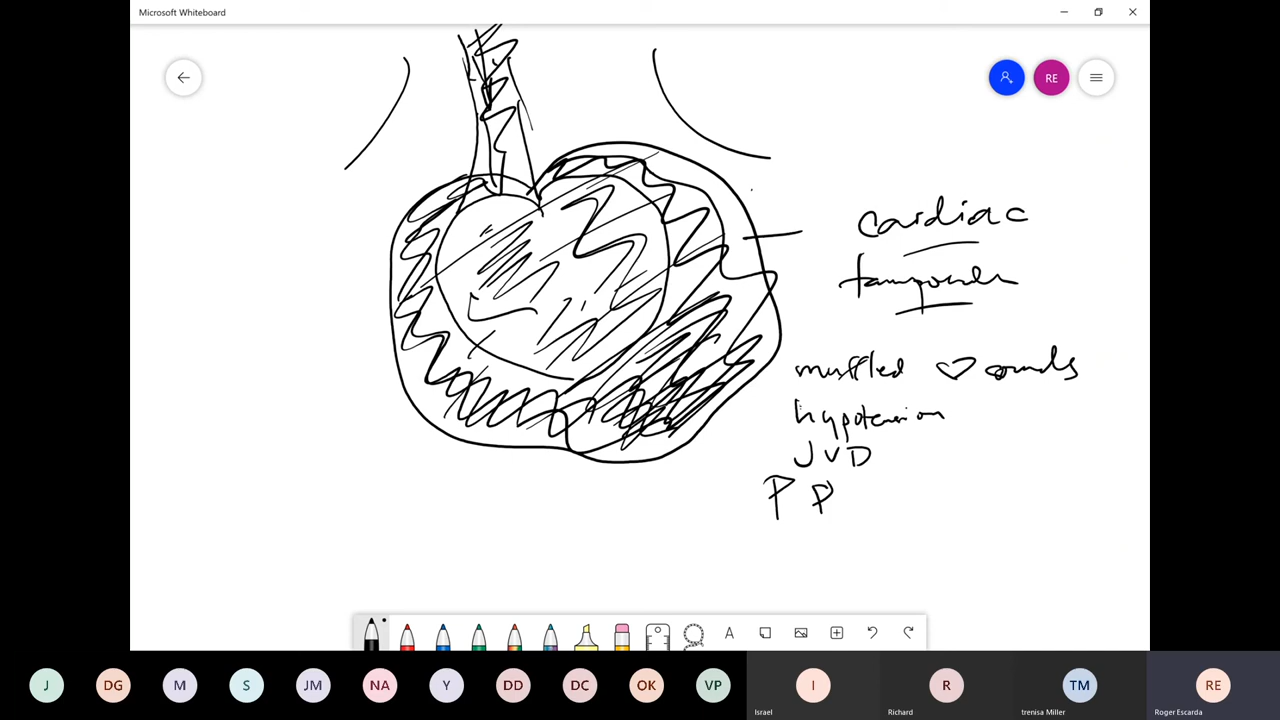 Microsoft Whiteboard
RE
cardiac
tamponade
muffled ♡ sounds
hypotension
JVD
P P
A
J DG M S JM NA Y DD DC OK VP I R TM RE
Israel Richard trenisa Miller Roger Escarda